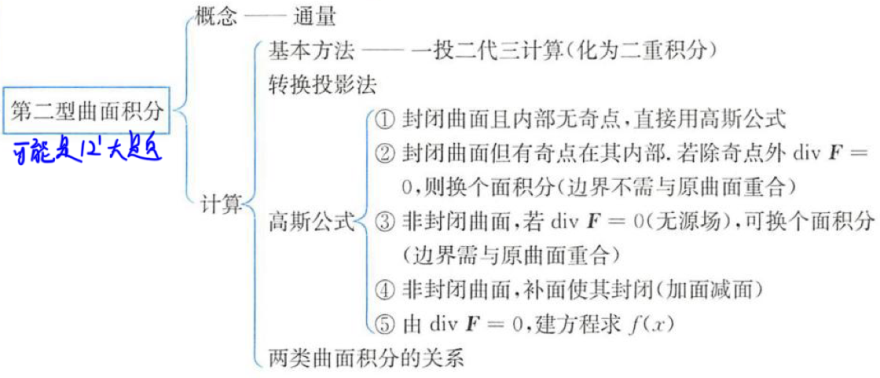 概念 —— 通量
基本方法 —— 一投二代三计算(化为二重积分)
转换投影法
第二型曲面积分
可能是12'大题
① 封闭曲面且内部无奇点,直接用高斯公式
② 封闭曲面但有奇点在其内部. 若除奇点外 div F =
0,则换个面积分(边界不需与原曲面重合)
计算
高斯公式
③ 非封闭曲面,若 div F = 0(无源场),可换个面积分
(边界需与原曲面重合)
④ 非封闭曲面,补面使其封闭(加面减面)
⑤ 由 div F = 0,建方程求 f(x)
两类曲面积分的关系